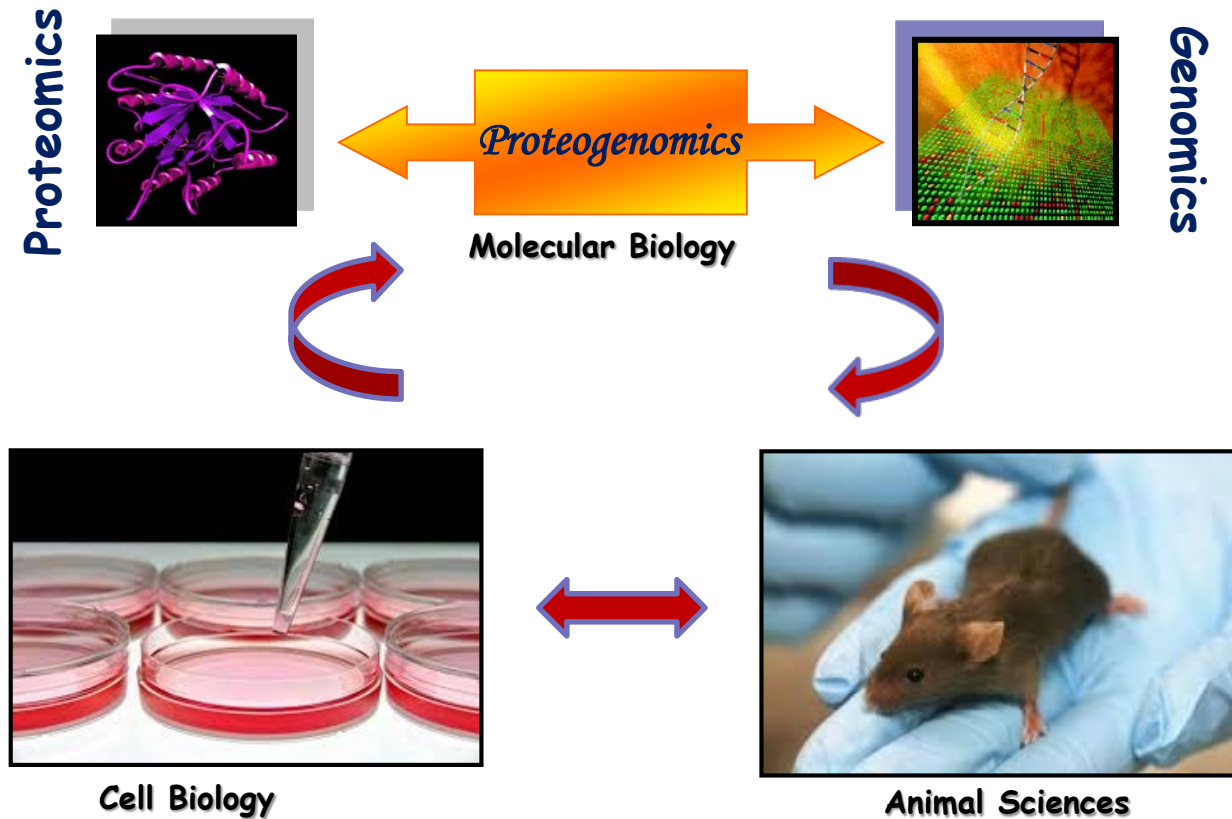 Proteomics
Proteogenomics
Genomics
Molecular Biology
Cell Biology
Animal Sciences